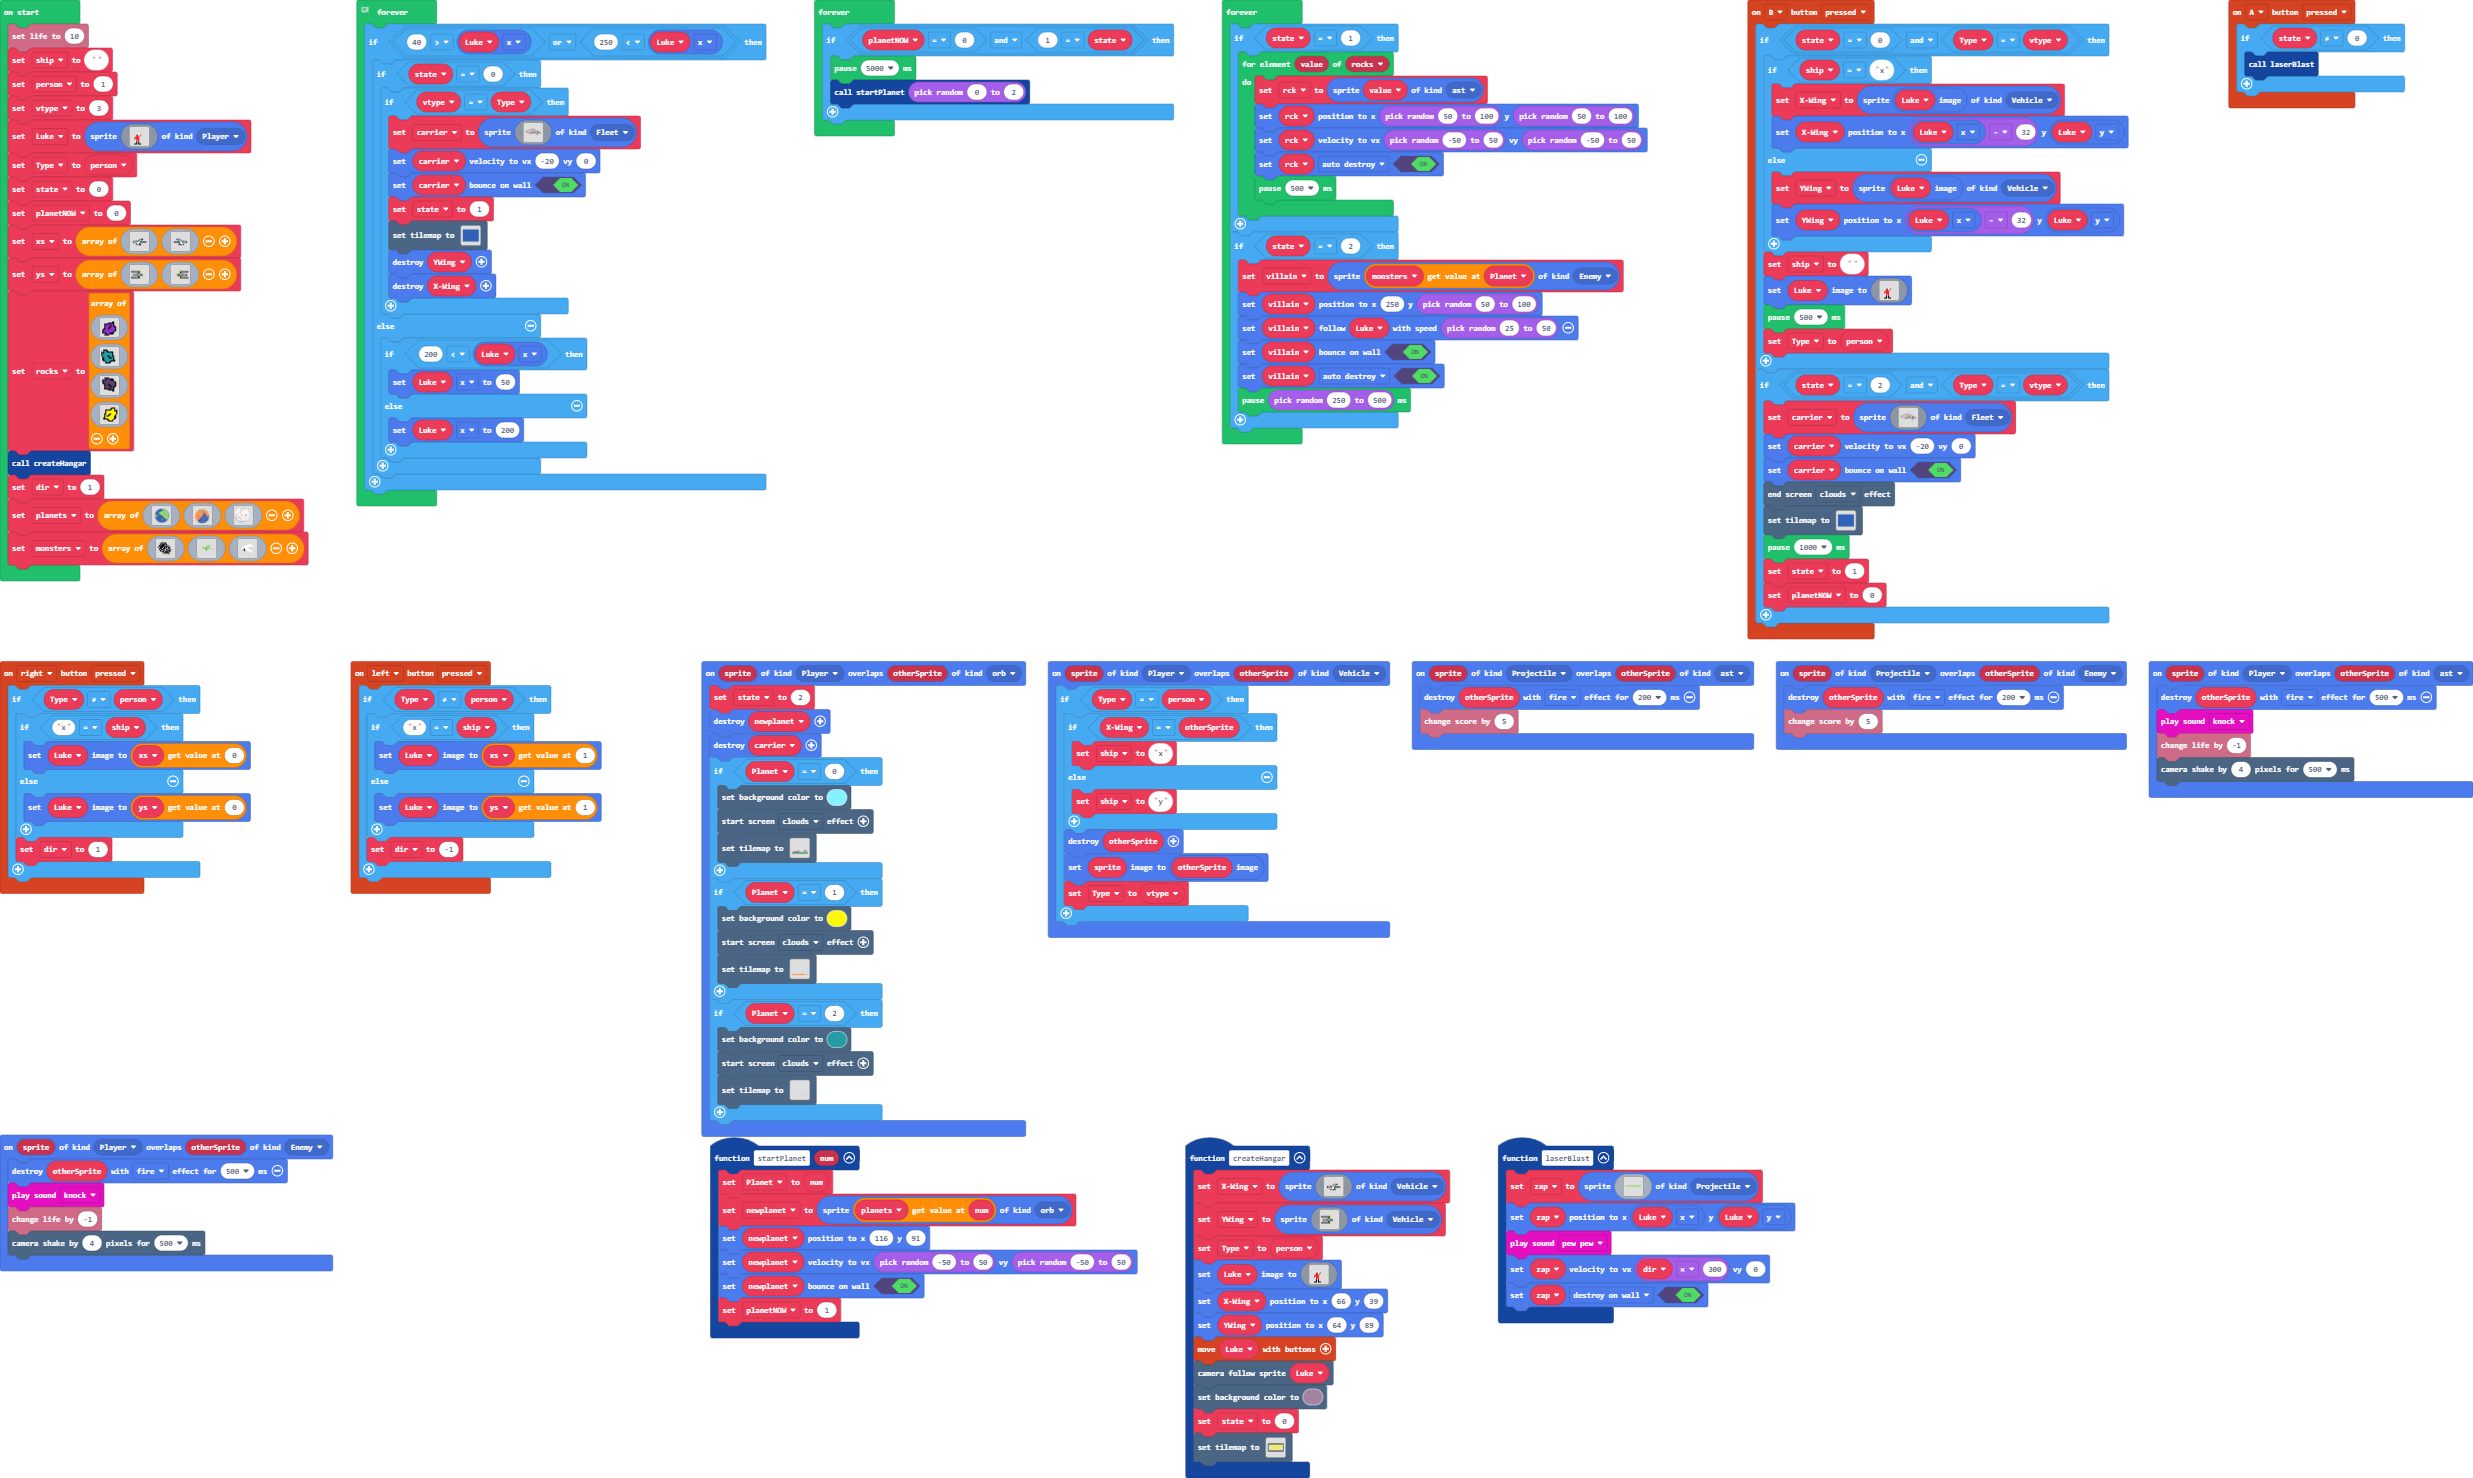 on start
set life to 10
set ship to " "
set person to 1
set vtype to 3
set Luke to sprite of kind Player
set Type to person
set state to 0
set planetNOW to 0
set xs to array of
set ys to array of
array of
set rocks to
call createHangar
set dir to 1
set planets to array of
set monsters to array of
forever
if 40 > Luke x or 250 < Luke x then
if state = 0 then
if vtype = Type then
set carrier to sprite of kind Fleet
set carrier velocity to vx -20 vy 0
set carrier bounce on wall ON
set state to 1
set tilemap to
destroy YWing
destroy X-Wing
else
if 200 < Luke x then
set Luke x to 50
else
set Luke x to 200
forever
if planetNOW = 0 and 1 = state then
pause 5000 ms
call startPlanet pick random 0 to 2
forever
if state = 1 then
for element value of rocks
do
set rck to sprite value of kind ast
set rck position to x pick random 50 to 100 y pick random 50 to 100
set rck velocity to vx pick random -50 to 50 vy pick random -50 to 50
set rck auto destroy ON
pause 500 ms
if state = 2 then
set villain to sprite monsters get value at Planet of kind Enemy
set villain position to x 250 y pick random 50 to 100
set villain follow Luke with speed pick random 25 to 50
set villain bounce on wall ON
set villain auto destroy ON
pause pick random 250 to 500 ms
on B button pressed
if state = 0 and Type = vtype then
if ship = "x" then
set X-Wing to sprite Luke image of kind Vehicle
set X-Wing position to x Luke x - 32 y Luke y
else
set YWing to sprite Luke image of kind Vehicle
set YWing position to x Luke x - 32 y Luke y
set ship to " "
set Luke image to
pause 500 ms
set Type to person
if state = 2 and Type = vtype then
set carrier to sprite of kind Fleet
set carrier velocity to vx -20 vy 0
set carrier bounce on wall ON
end screen clouds effect
set tilemap to
pause 1000 ms
set state to 1
set planetNOW to 0
on A button pressed
if state ≠ 0 then
call laserBlast
on right button pressed
if Type ≠ person then
if "x" = ship then
set Luke image to xs get value at 0
else
set Luke image to ys get value at 0
set dir to 1
on left button pressed
if Type ≠ person then
if "x" = ship then
set Luke image to xs get value at 1
else
set Luke image to ys get value at 1
set dir to -1
on sprite of kind Player overlaps otherSprite of kind orb
set state to 2
destroy newplanet
destroy carrier
if Planet = 0 then
set background color to
start screen clouds effect
set tilemap to
if Planet = 1 then
set background color to
start screen clouds effect
set tilemap to
if Planet = 2 then
set background color to
start screen clouds effect
set tilemap to
on sprite of kind Player overlaps otherSprite of kind Vehicle
if Type = person then
if X-Wing = otherSprite then
set ship to "x"
else
set ship to "y"
destroy otherSprite
set sprite image to otherSprite image
set Type to vtype
on sprite of kind Projectile overlaps otherSprite of kind ast
destroy otherSprite with fire effect for 200 ms
change score by 5
on sprite of kind Projectile overlaps otherSprite of kind Enemy
destroy otherSprite with fire effect for 200 ms
change score by 5
on sprite of kind Player overlaps otherSprite of kind ast
destroy otherSprite with fire effect for 500 ms
play sound knock
change life by -1
camera shake by 4 pixels for 500 ms
on sprite of kind Player overlaps otherSprite of kind Enemy
destroy otherSprite with fire effect for 500 ms
play sound knock
change life by -1
camera shake by 4 pixels for 500 ms
function startPlanet num
set Planet to num
set newplanet to sprite planets get value at num of kind orb
set newplanet position to x 116 y 91
set newplanet velocity to vx pick random -50 to 50 vy pick random -50 to 50
set newplanet bounce on wall ON
set planetNOW to 1
function createHangar
set X-Wing to sprite of kind Vehicle
set YWing to sprite of kind Vehicle
set Type to person
set Luke image to
set X-Wing position to x 66 y 39
set YWing position to x 64 y 89
move Luke with buttons
camera follow sprite Luke
set background color to
set state to 0
set tilemap to
function laserBlast
set zap to sprite of kind Projectile
set zap position to x Luke x y Luke y
play sound pew pew
set zap velocity to vx dir × 300 vy 0
set zap destroy on wall ON